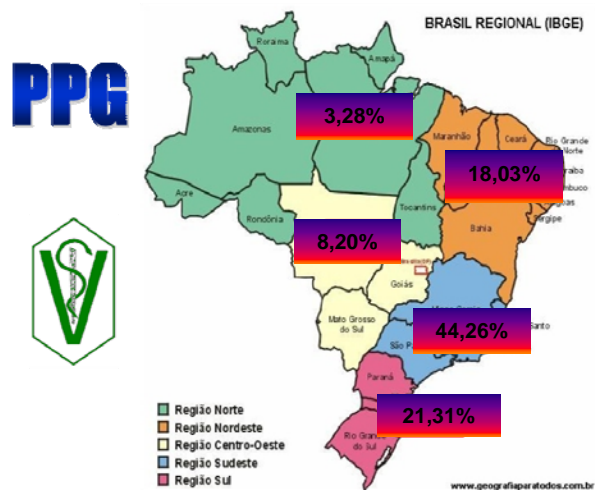 BRASIL REGIONAL (IBGE)
PPG
Roraima
Amapá
Amazonas
3,28%
Maranhão
Ceará
Rio Grande
Norte
18,03%
Acre
Rondônia
Tocantins
Sergipe
Bahia
8,20%
Goiás
Mato Grosso
do Sul
44,26%
Santo
São
Paraná
21,31%
Rio Grande
do Sul
V
Região Norte
Região Nordeste
Região Centro-Oeste
Região Sudeste
Região Sul
www.geografiaparatodos.com.br